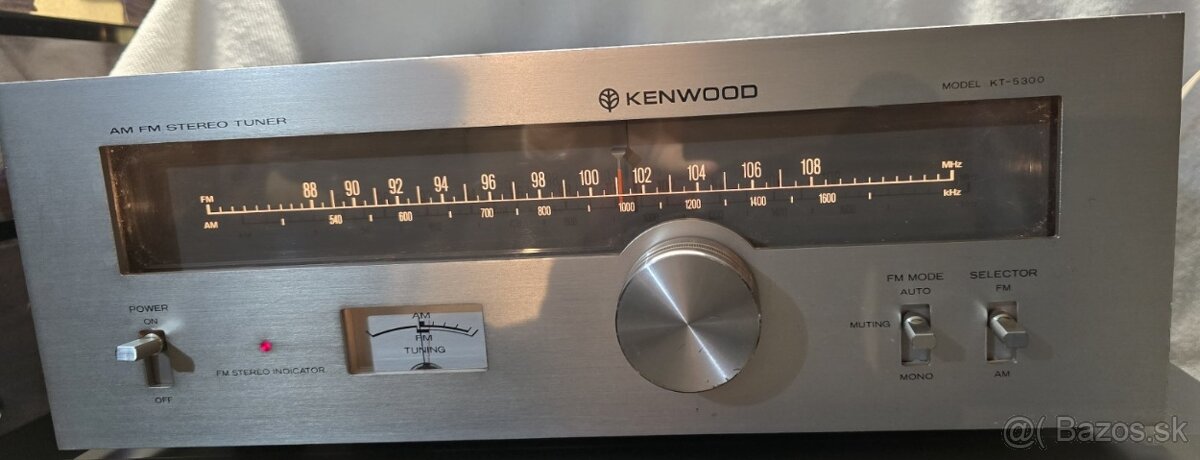 KENWOOD
MODEL KT-5300
AM FM STEREO TUNER
FM 88 90 92 94 96 98 100 102 104 106 108 MHz
AM 540 600 700 800 1000 1200 1400 1600 kHz
POWER
ON
OFF
FM STEREO INDICATOR
AM
FM
TUNING
FM MODE
AUTO
MUTING
MONO
SELECTOR
FM
AM
@( Bazos.sk